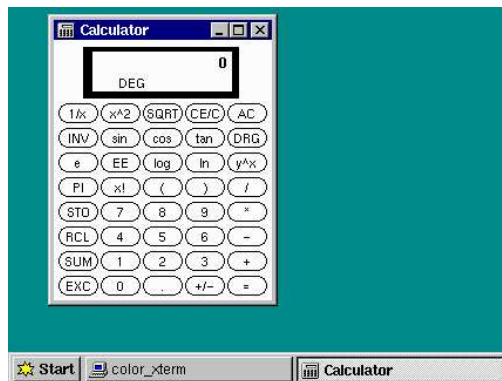 Calculator
0
DEG
1/x x^2 SQRT CE/C AC
INV sin cos tan DRG
e EE log ln y^x
PI x! ( ) /
STO 7 8 9 *
RCL 4 5 6 -
SUM 1 2 3 +
EXC 0 . +/- =
Start color_xterm Calculator